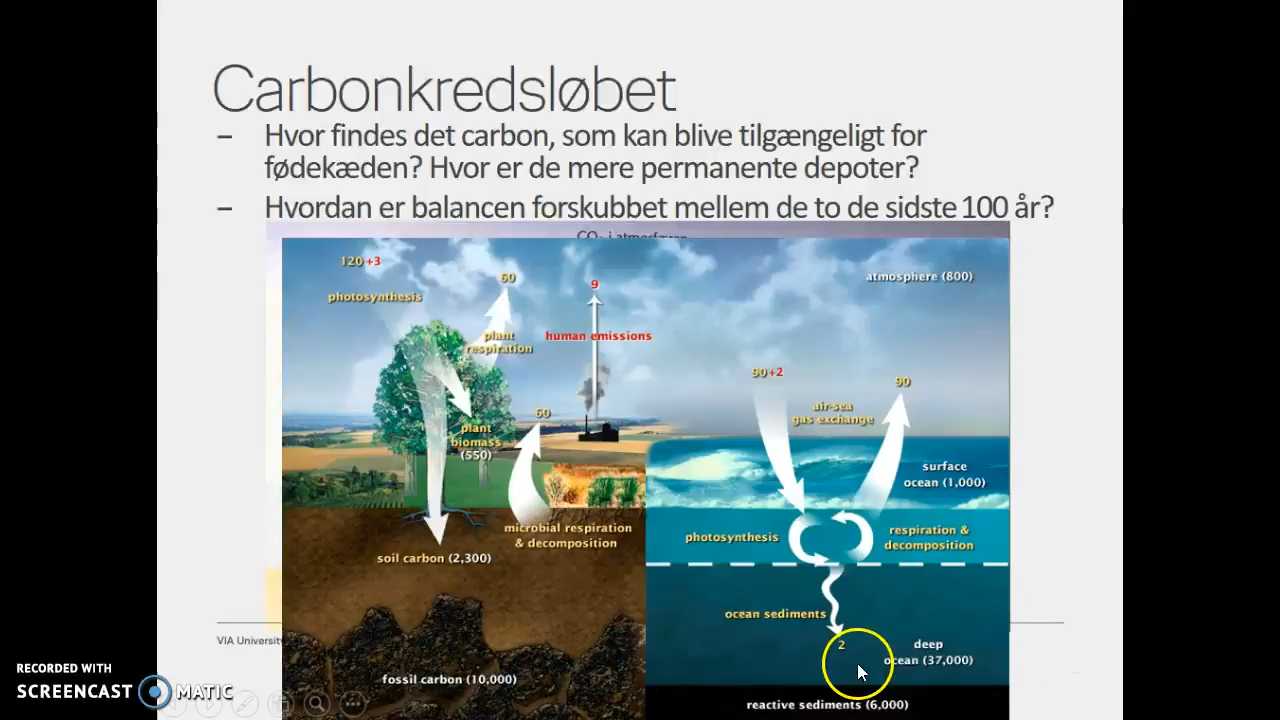 Carbonkredsløbet
– Hvor findes det carbon, som kan blive tilgængeligt for
fødekæden? Hvor er de mere permanente depoter?
– Hvordan er balancen forskubbet mellem de to de sidste 100 år?
CO₂ i atmosfæren
120 +3
photosynthesis
60
plant
respiration
9
human emissions
atmosphere (800)
plant
biomass
(550)
60
microbial respiration
& decomposition
soil carbon (2,300)
fossil carbon (10,000)
90+2
air-sea
gas exchange
90
surface
ocean (1,000)
photosynthesis
respiration &
decomposition
ocean sediments
2
deep
ocean (37,000)
reactive sediments (6,000)
VIA University
RECORDED WITH
SCREENCAST MATIC